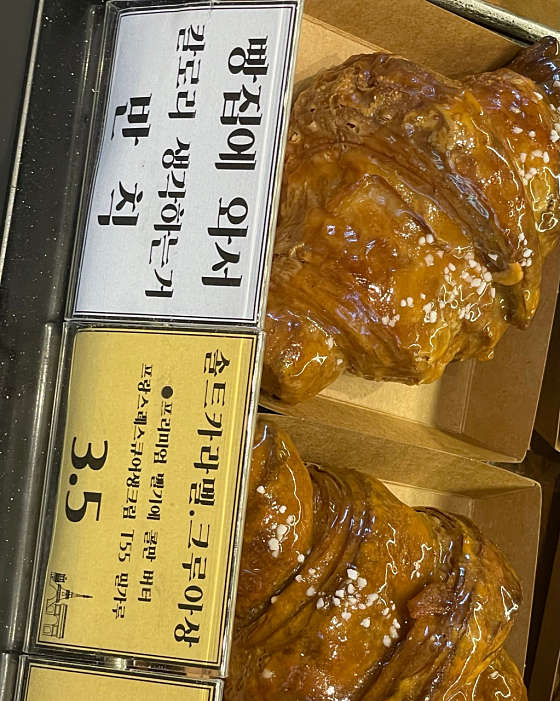 빵집에 와서
칼로리 생각하는거
반 칙
솔트카라멜.크루아상
●프리미엄 벨기에 콜만 버터
프랑스레스큐어생크림 T55 밀가루
3.5